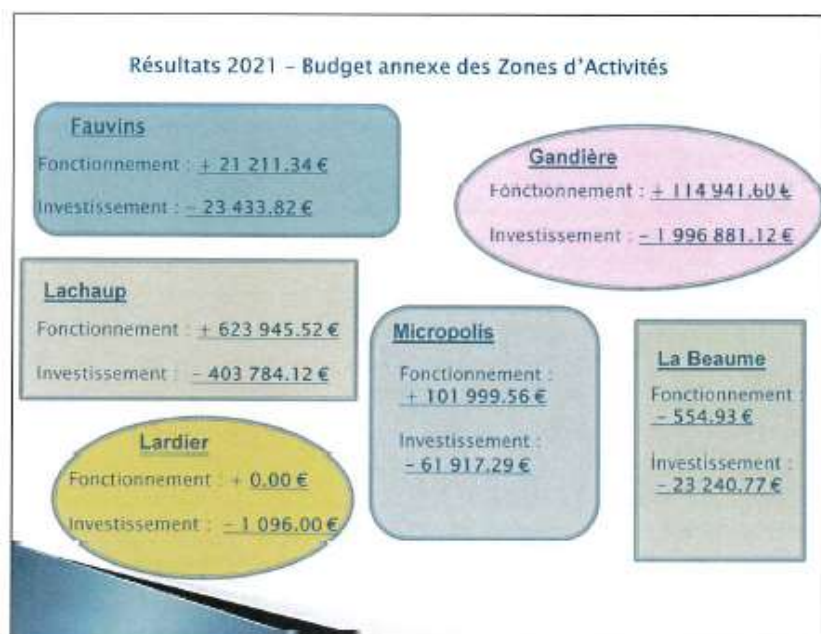 Résultats 2021 – Budget annexe des Zones d'Activités
Fauvins
Fonctionnement : + 21 211.34 €
Investissement : – 23 433.82 €
Gandière
Fonctionnement : + 114 941.60 €
Investissement : – 1 996 881.12 €
Lachaup
Fonctionnement : + 623 945.52 €
Investissement : – 403 784.12 €
Micropolis
Fonctionnement :
+ 101 999.56 €
Investissement :
– 61 917.29 €
La Beaume
Fonctionnement :
– 554.93 €
Investissement :
– 23 240.77 €
Lardier
Fonctionnement : + 0.00 €
Investissement : – 1 096.00 €